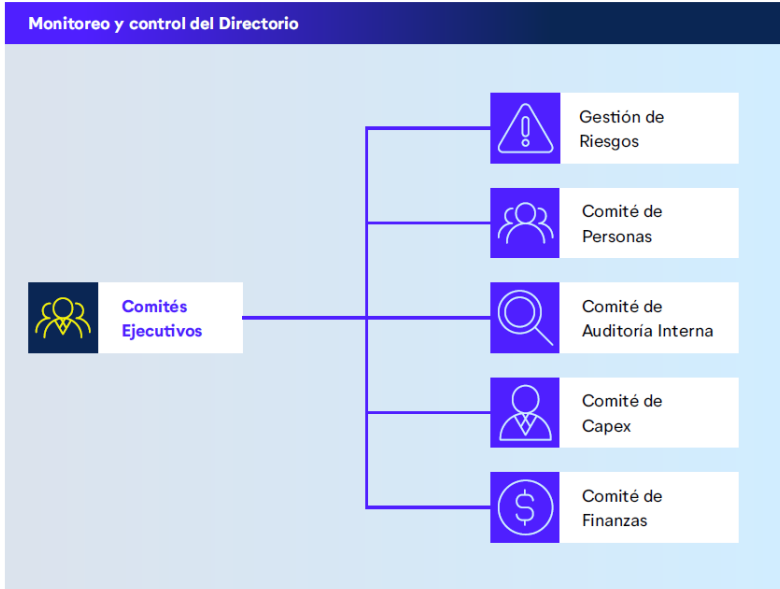 Monitoreo y control del Directorio
Gestión de
Riesgos
Comité de
Personas
Comités
Ejecutivos
Comité de
Auditoría Interna
Comité de
Capex
Comité de
Finanzas